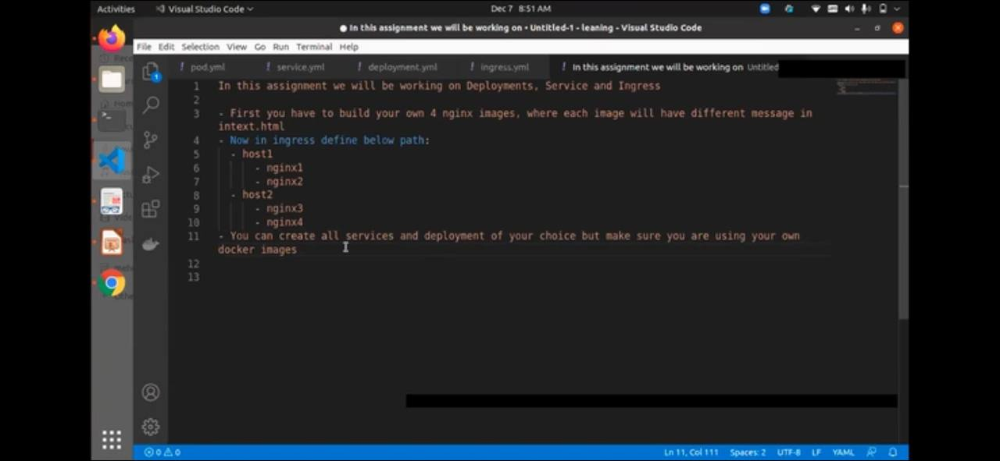 Activities Visual Studio Code Dec 7 8:51 AM
In this assignment we will be working on • Untitled-1 - leaning - Visual Studio Code
File Edit Selection View Go Run Terminal Help
! pod.yml ! service.yml ! deployment.yml ! ingress.yml ! In this assignment we will be working on Untitled
1 In this assignment we will be working on Deployments, Service and Ingress
2
3 - First you have to build your own 4 nginx images, where each image will have different message in
intext.html
4 - Now in ingress define below path:
5 - host1
6 - nginx1
7 - nginx2
8 - host2
9 - nginx3
10 - nginx4
11 - You can create all services and deployment of your choice but make sure you are using your own
docker images
12
13
1
0 0 Ln 11, Col 111 Spaces: 2 UTF-8 LF YAML